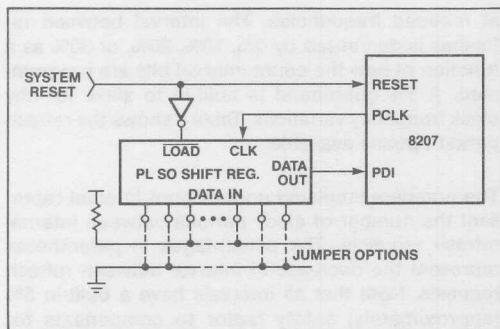 SYSTEM
RESET
RESET
PCLK
8207
LOAD CLK
PL SO SHIFT REG.
DATA
OUT
PDI
DATA IN
JUMPER OPTIONS